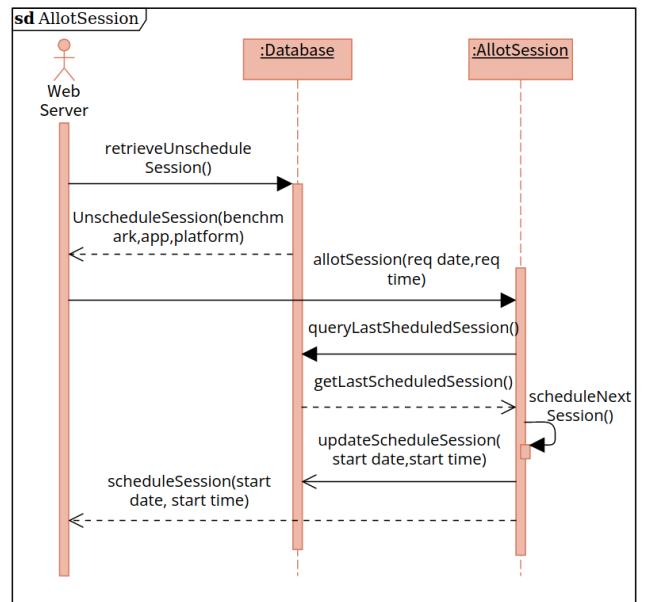 sd AllotSession
:Database
:AllotSession
Web
Server
retrieveUnschedule
Session()
UnscheduleSession(benchm
ark,app,platform)
allotSession(req date,req
time)
queryLastSheduledSession()
getLastScheduledSession()
scheduleNext
Session()
updateScheduleSession(
start date,start time)
scheduleSession(start
date, start time)